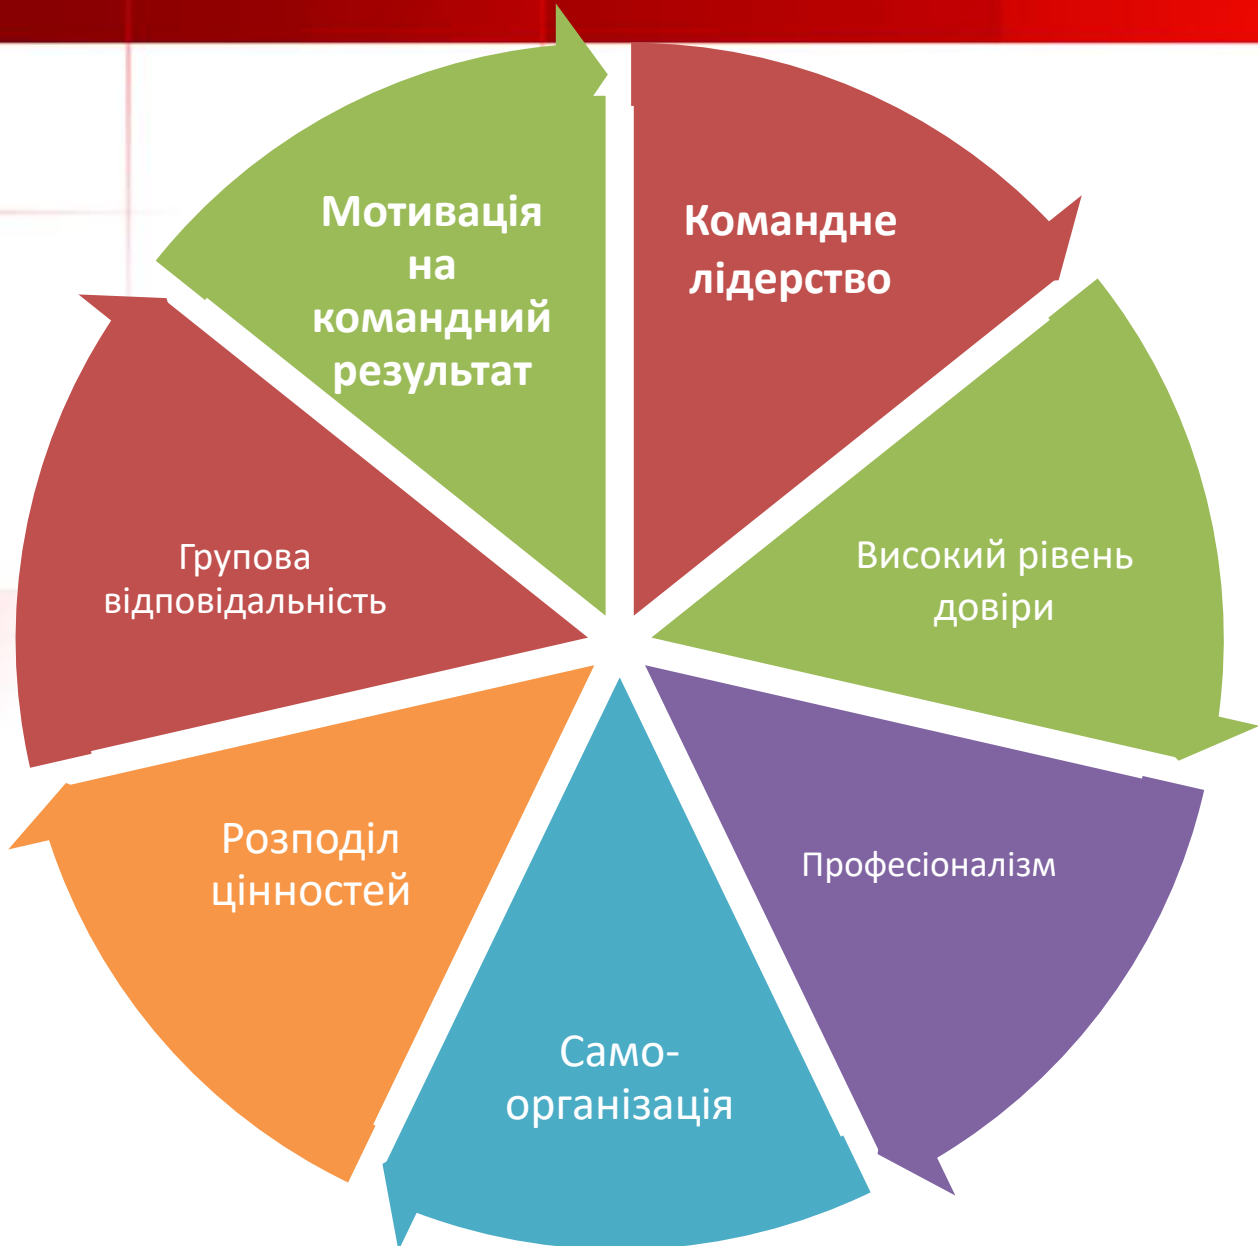 Мотивація
на
командний
результат
Командне
лідерство
Високий рівень
довіри
Професіоналізм
Само-
організація
Розподіл
цінностей
Групова
відповідальність